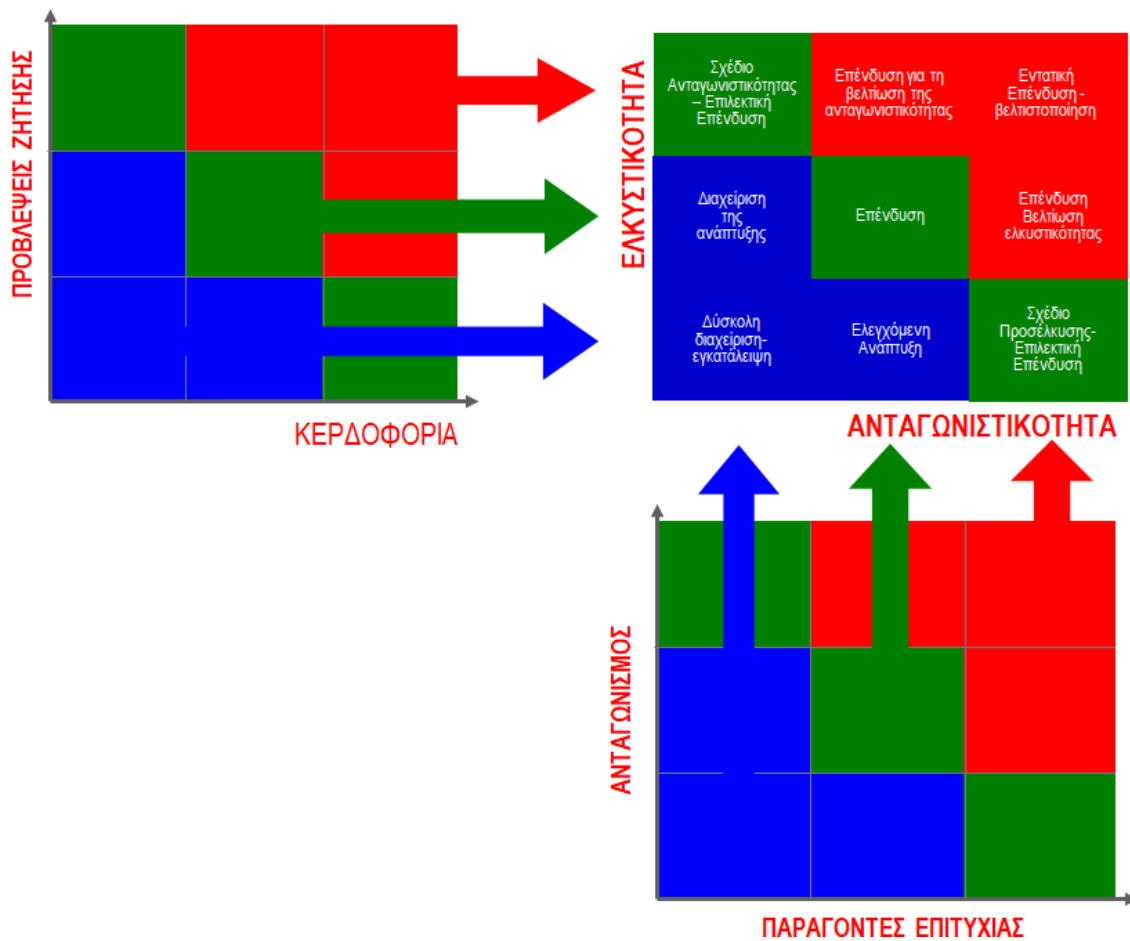 ΠΡΟΒΛΕΨΕΙΣ ΖΗΤΗΣΗΣ
ΚΕΡΔΟΦΟΡΙΑ
ΕΛΚΥΣΤΙΚΟΤΗΤΑ
Σχέδιο
Ανταγωνιστικότητας
– Επιλεκτική
Επένδυση
Επένδυση για τη
βελτίωση της
ανταγωνιστικότητας
Εντατική
Επένδυση -
βελτιστοποίηση
Διαχείριση
της
ανάπτυξης
Επένδυση
Επένδυση
Βελτίωση
ελκυστικότητας
Δύσκολη
διαχείριση-
εγκατάλειψη
Ελεγχόμενη
Ανάπτυξη
Σχέδιο
Προσέλκυσης-
Επιλεκτική
Επένδυση
ΑΝΤΑΓΩΝΙΣΤΙΚΟΤΗΤΑ
ΑΝΤΑΓΩΝΙΣΜΟΣ
ΠΑΡΑΓΟΝΤΕΣ ΕΠΙΤΥΧΙΑΣ